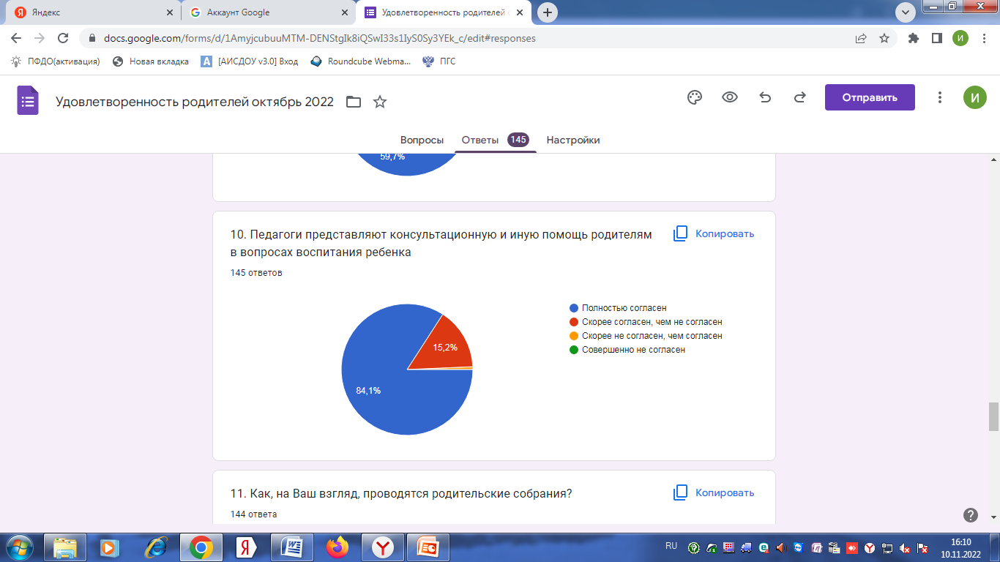 Яндекс
Аккаунт Google
Удовлетворенность родителей
docs.google.com/forms/d/1AmyjcubuuMTM-DENStgIk8iQSwI33s1IyS0Sy3YEk_c/edit#responses
И
ПФДО(активация)
Новая вкладка
[АИСДОУ v3.0] Вход
Roundcube Webma...
ПГС
Удовлетворенность родителей октябрь 2022
Отправить
И
Вопросы
Ответы 145
Настройки
59,7%
10. Педагоги представляют консультационную и иную помощь родителям
в вопросах воспитания ребенка
Копировать
145 ответов
Полностью согласен
Скорее согласен, чем не согласен
Скорее не согласен, чем согласен
Совершенно не согласен
15,2%
84,1%
11. Как, на Ваш взгляд, проводятся родительские собрания?
Копировать
144 ответа
RU
16:10
10.11.2022